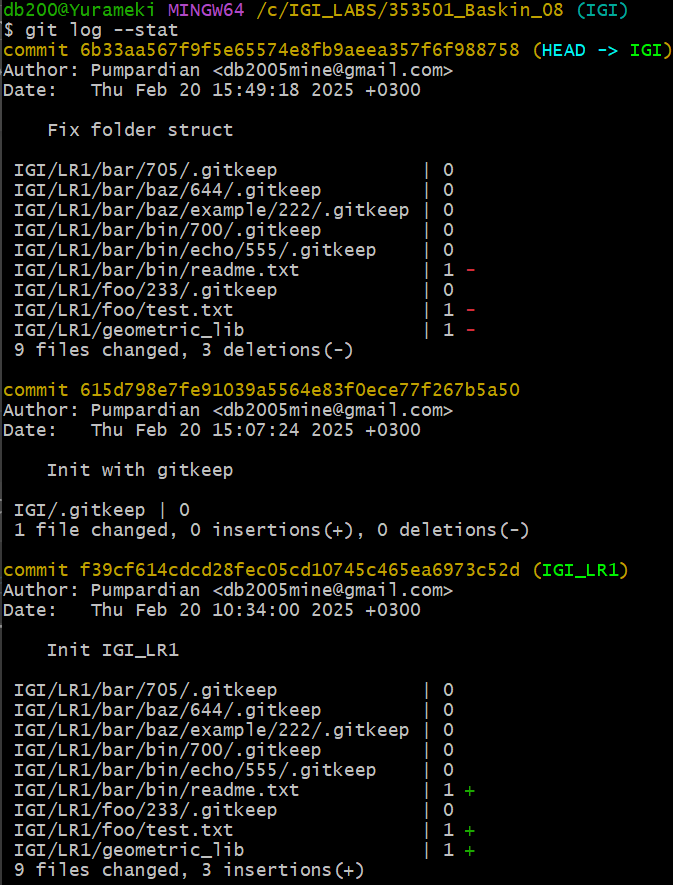 db200@Yurameki MINGW64 /c/IGI_LABS/353501_Baskin_08 (IGI)
$ git log --stat
commit 6b33aa567f9f5e65574e8fb9aeea357f6f988758 (HEAD -> IGI)
Author: Pumpardian <db2005mine@gmail.com>
Date:   Thu Feb 20 15:49:18 2025 +0300

    Fix folder struct

 IGI/LR1/bar/705/.gitkeep             | 0
 IGI/LR1/bar/baz/644/.gitkeep         | 0
 IGI/LR1/bar/baz/example/222/.gitkeep | 0
 IGI/LR1/bar/bin/700/.gitkeep         | 0
 IGI/LR1/bar/bin/echo/555/.gitkeep    | 0
 IGI/LR1/bar/bin/readme.txt           | 1 -
 IGI/LR1/foo/233/.gitkeep             | 0
 IGI/LR1/foo/test.txt                 | 1 -
 IGI/LR1/geometric_lib                | 1 -
 9 files changed, 3 deletions(-)

commit 615d798e7fe91039a5564e83f0ece77f267b5a50
Author: Pumpardian <db2005mine@gmail.com>
Date:   Thu Feb 20 15:07:24 2025 +0300

    Init with gitkeep

 IGI/.gitkeep | 0
 1 file changed, 0 insertions(+), 0 deletions(-)

commit f39cf614cdcd28fec05cd10745c465ea6973c52d (IGI_LR1)
Author: Pumpardian <db2005mine@gmail.com>
Date:   Thu Feb 20 10:34:00 2025 +0300

    Init IGI_LR1

 IGI/LR1/bar/705/.gitkeep             | 0
 IGI/LR1/bar/baz/644/.gitkeep         | 0
 IGI/LR1/bar/baz/example/222/.gitkeep | 0
 IGI/LR1/bar/bin/700/.gitkeep         | 0
 IGI/LR1/bar/bin/echo/555/.gitkeep    | 0
 IGI/LR1/bar/bin/readme.txt           | 1 +
 IGI/LR1/foo/233/.gitkeep             | 0
 IGI/LR1/foo/test.txt                 | 1 +
 IGI/LR1/geometric_lib                | 1 +
 9 files changed, 3 insertions(+)